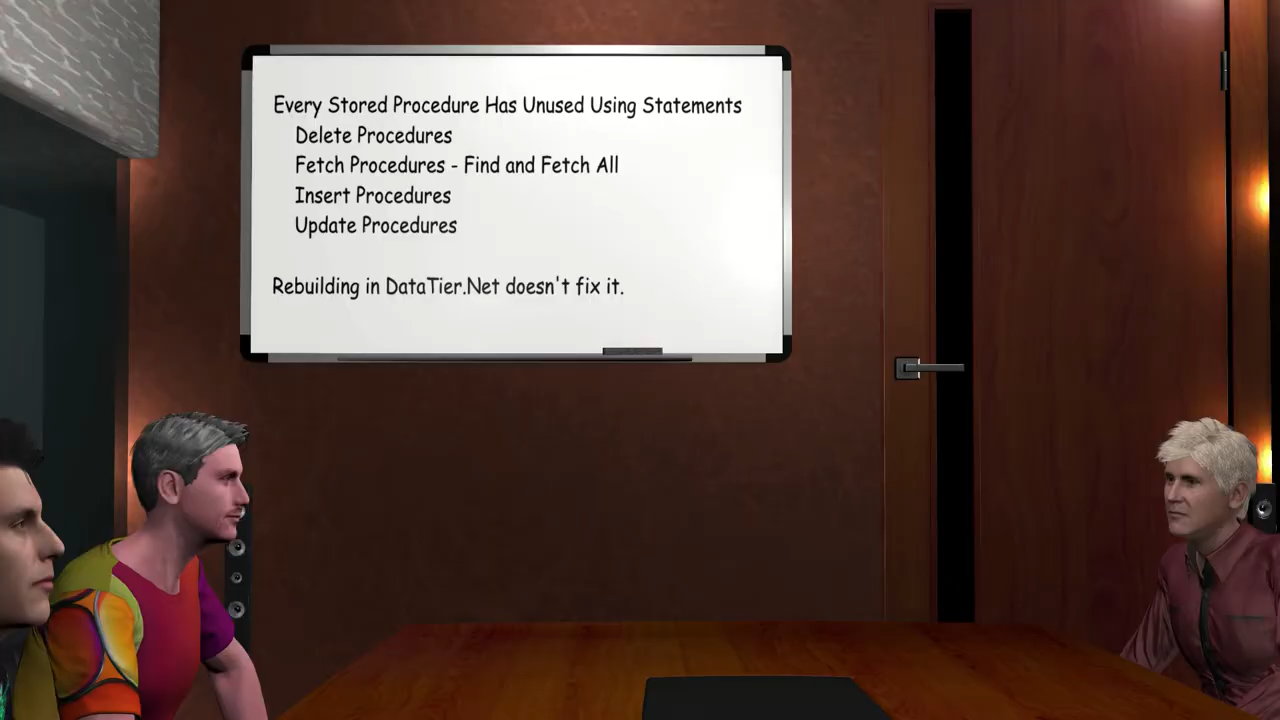 Every Stored Procedure Has Unused Using Statements
Delete Procedures
Fetch Procedures - Find and Fetch All
Insert Procedures
Update Procedures
Rebuilding in DataTier.Net doesn't fix it.